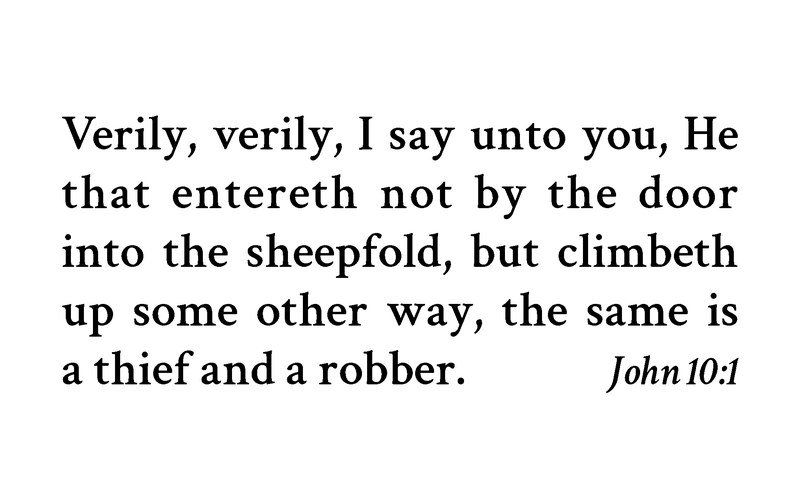 Verily, verily, I say unto you, He
that entereth not by the door
into the sheepfold, but climbeth
up some other way, the same is
a thief and a robber. John 10:1